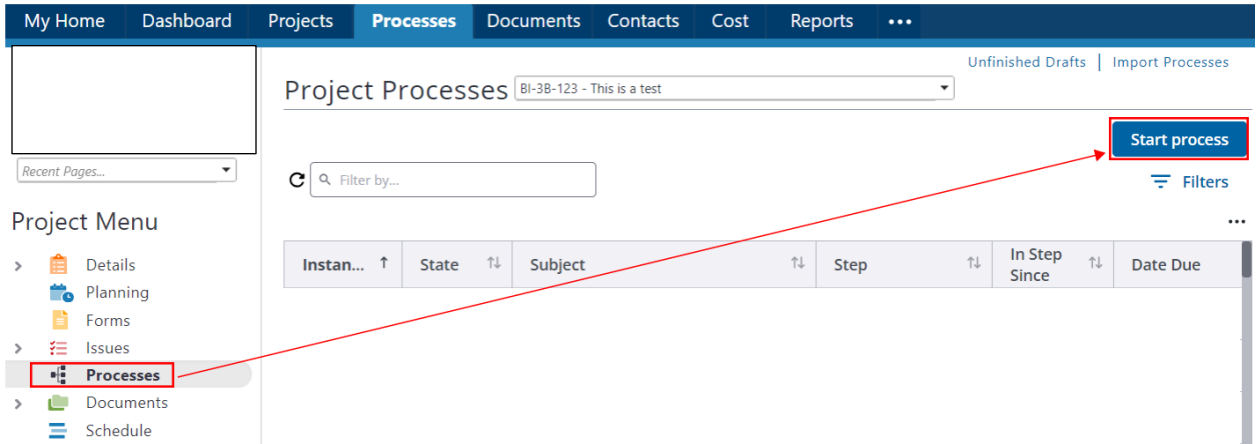 My Home Dashboard Projects Processes Documents Contacts Cost Reports •••
Unfinished Drafts | Import Processes
Project Processes BI-3B-123 - This is a test
Start process
Recent Pages...
Filter by...
Filters
Project Menu
•••
Instan... ↑ State ↑↓ Subject ↑↓ Step ↑↓ In Step Since ↑↓ Date Due
Details
Planning
Forms
Issues
Processes
Documents
Schedule